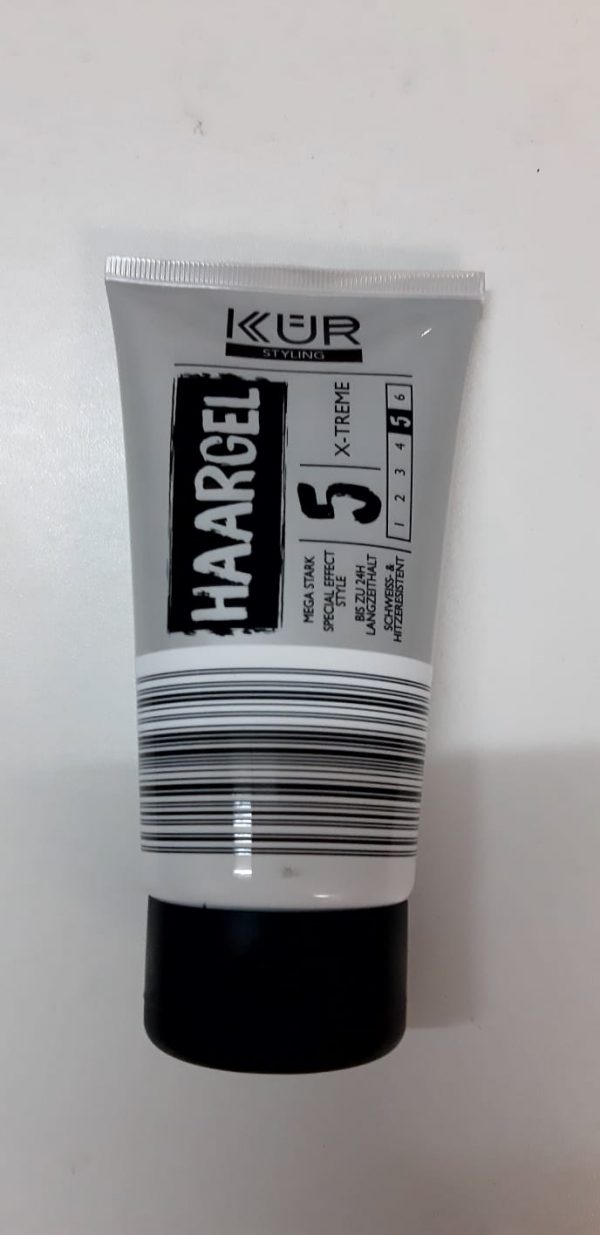 KÜR
STYLING
HAARGEL
5
X-TREME
MEGA STARK
SPECIAL EFFECT
STYLE
BIS ZU 24H
LANGZEITHALT
SCHWEISS- &
HITZERESISTENT
1 2 3 4 5 6